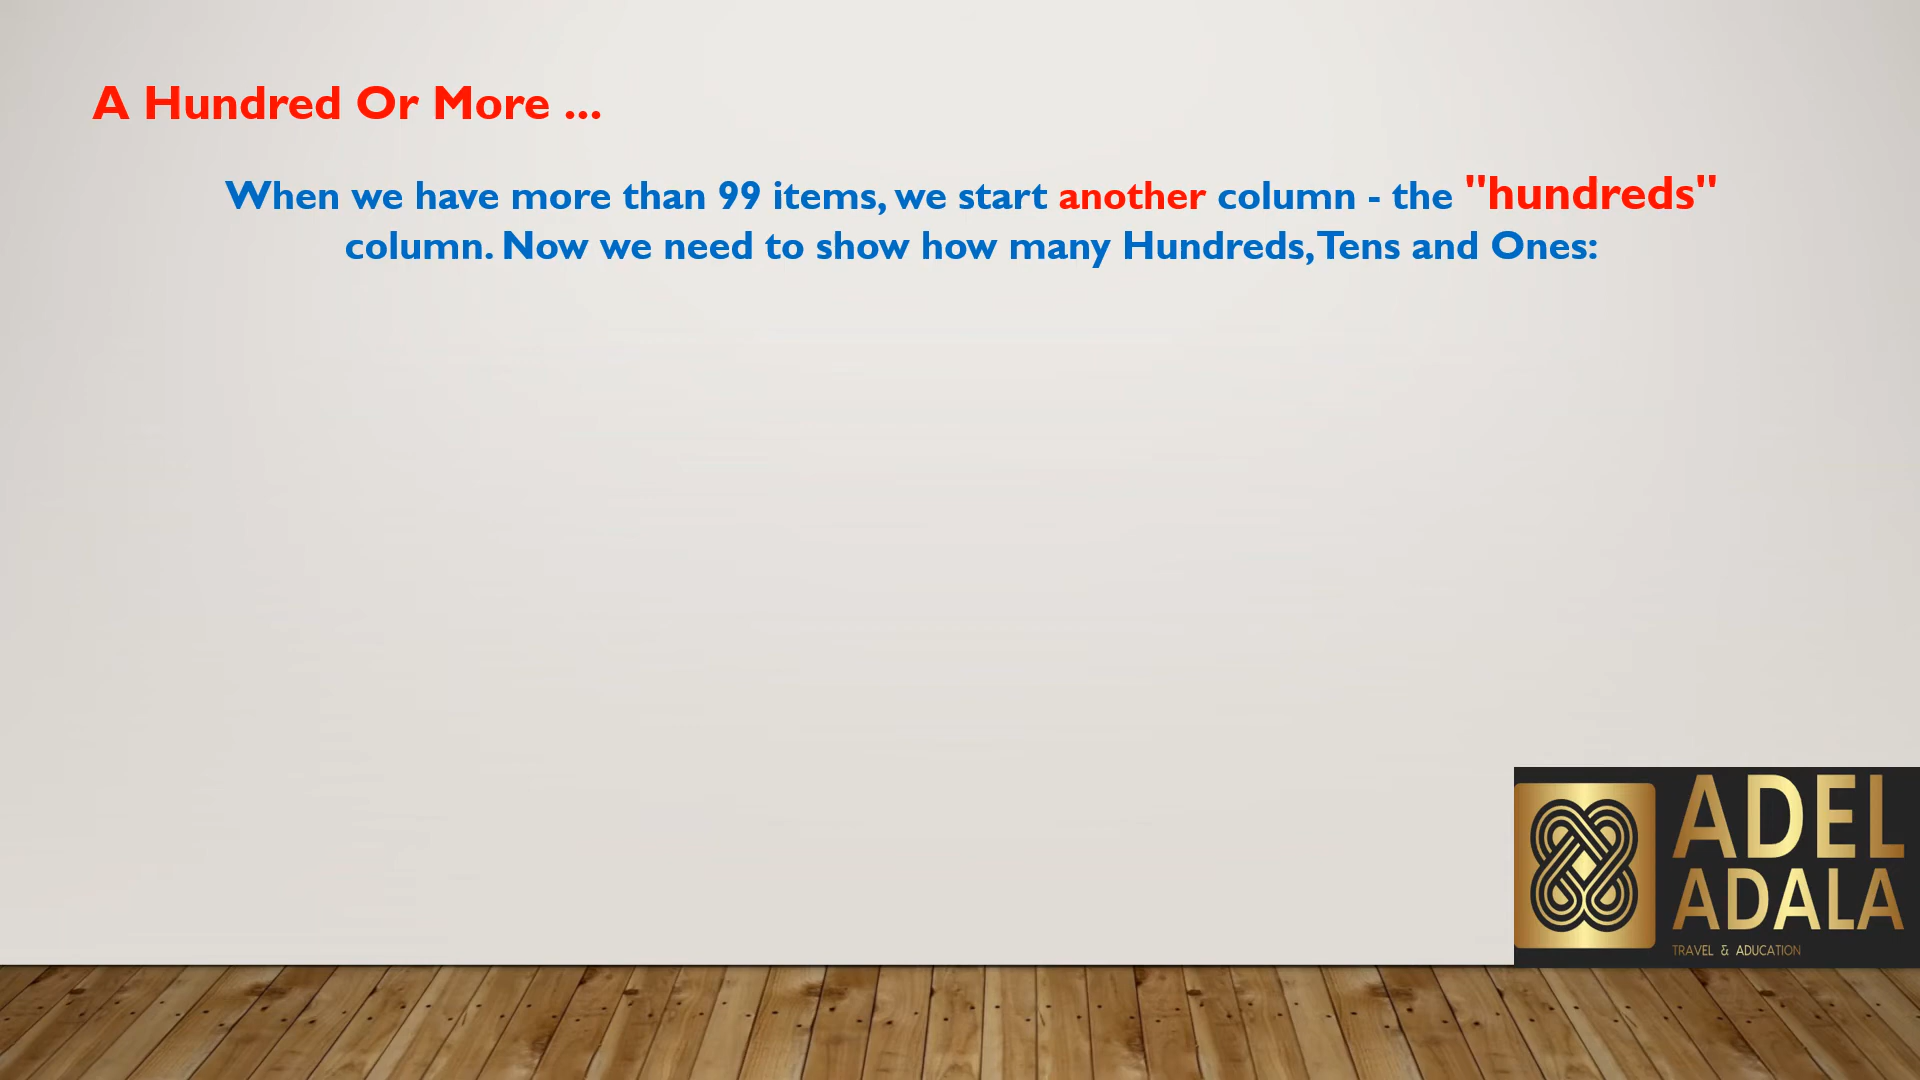 A Hundred Or More ...
When we have more than 99 items, we start another column - the "hundreds"
column. Now we need to show how many Hundreds, Tens and Ones:
ADEL
ADALA
TRAVEL & ADUCATION